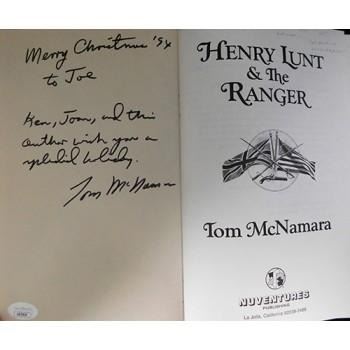 Merry Christmas '94
to Joe
Ken, Joan, and this
author wish you a
splendid holiday.
Tom McNamara
HENRY LUNT
& The
RANGER
Tom McNamara
NUVENTURES
PUBLISHING
La Jolla, California